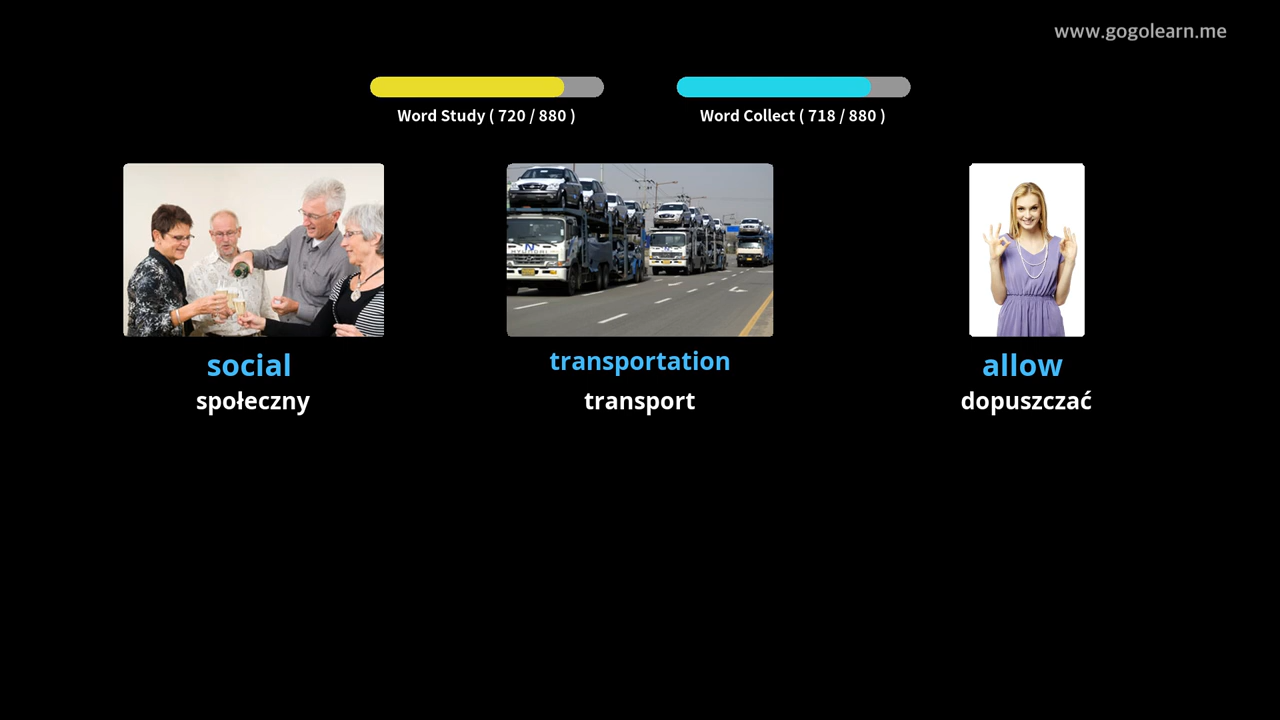 www.gogolearn.me
Word Study ( 720 / 880 )
Word Collect ( 718 / 880 )
social
transportation
allow
społeczny
transport
dopuszczać